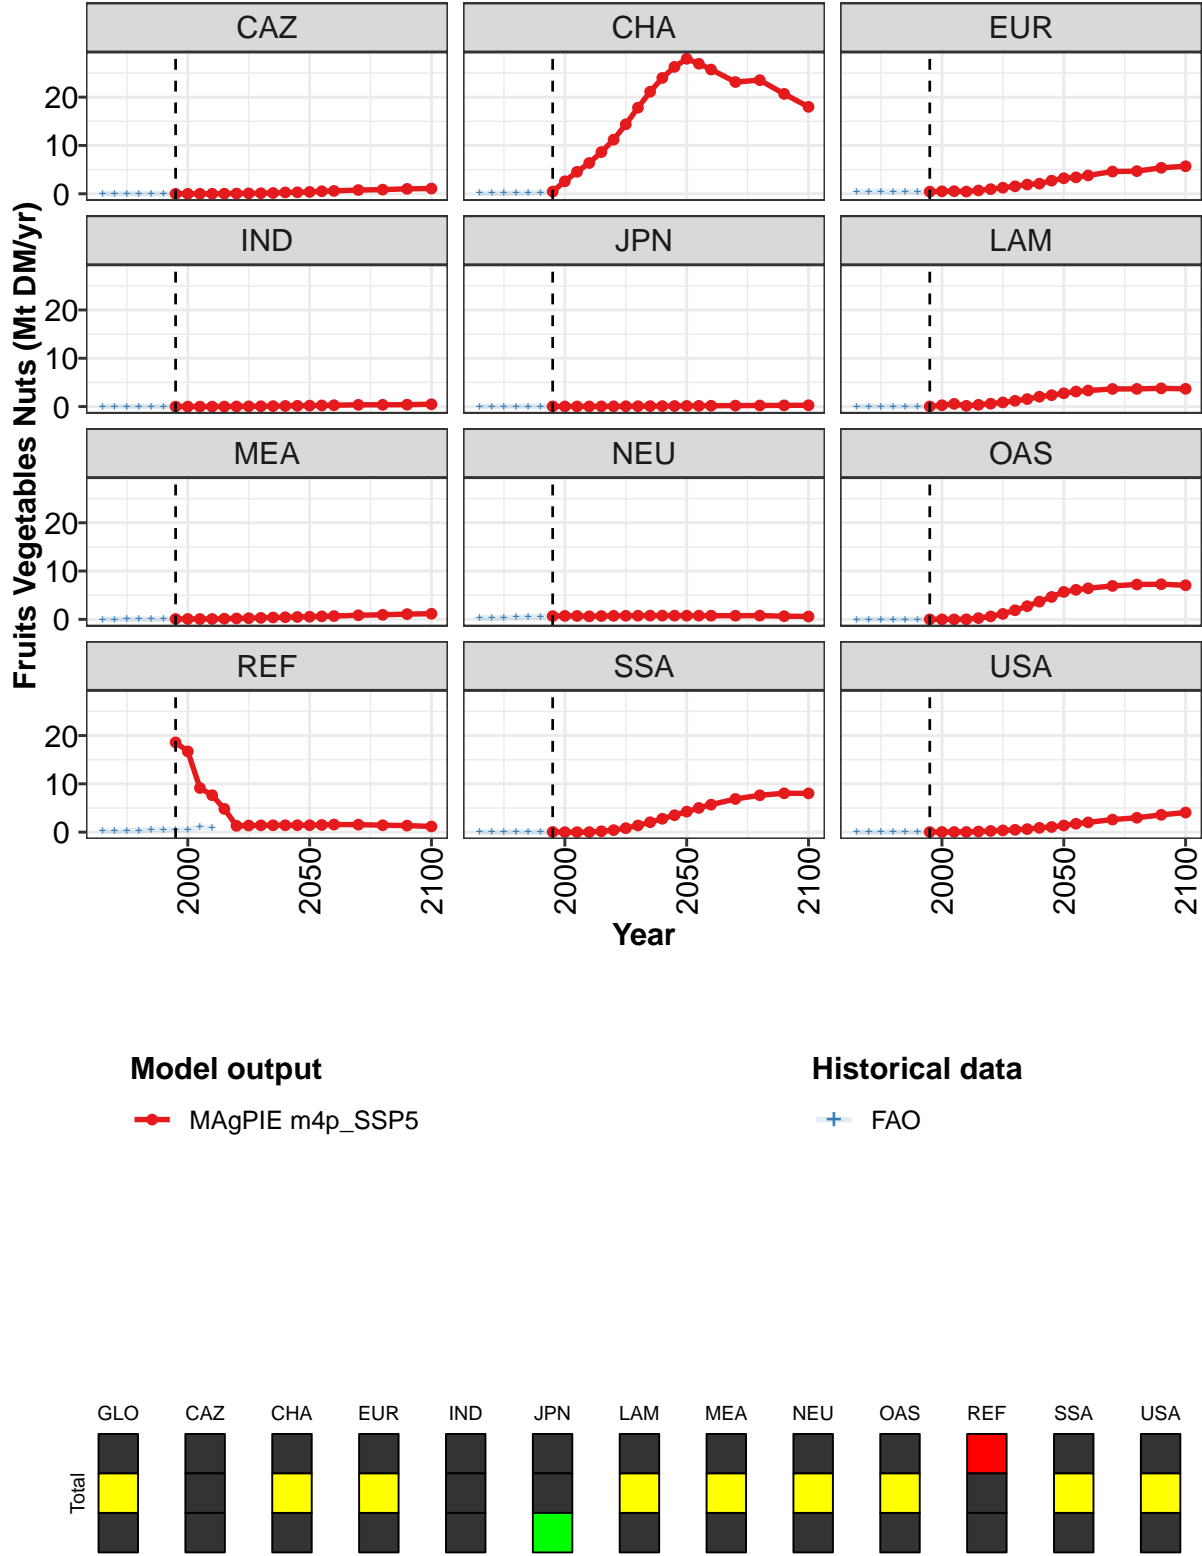 CAZ CHA EUR
20
10
0
IND JPN LAM
20
10
0
MEA NEU OAS
20
10
0
REF SSA USA
20
10
0
2000 2050 2100 2000 2050 2100 2000 2050 2100
Year
Fruits Vegetables Nuts (Mt DM/yr)
Model output Historical data
MAgPIE m4p_SSP5 FAO
GLO CAZ CHA EUR IND JPN LAM MEA NEU OAS REF SSA USA
Total